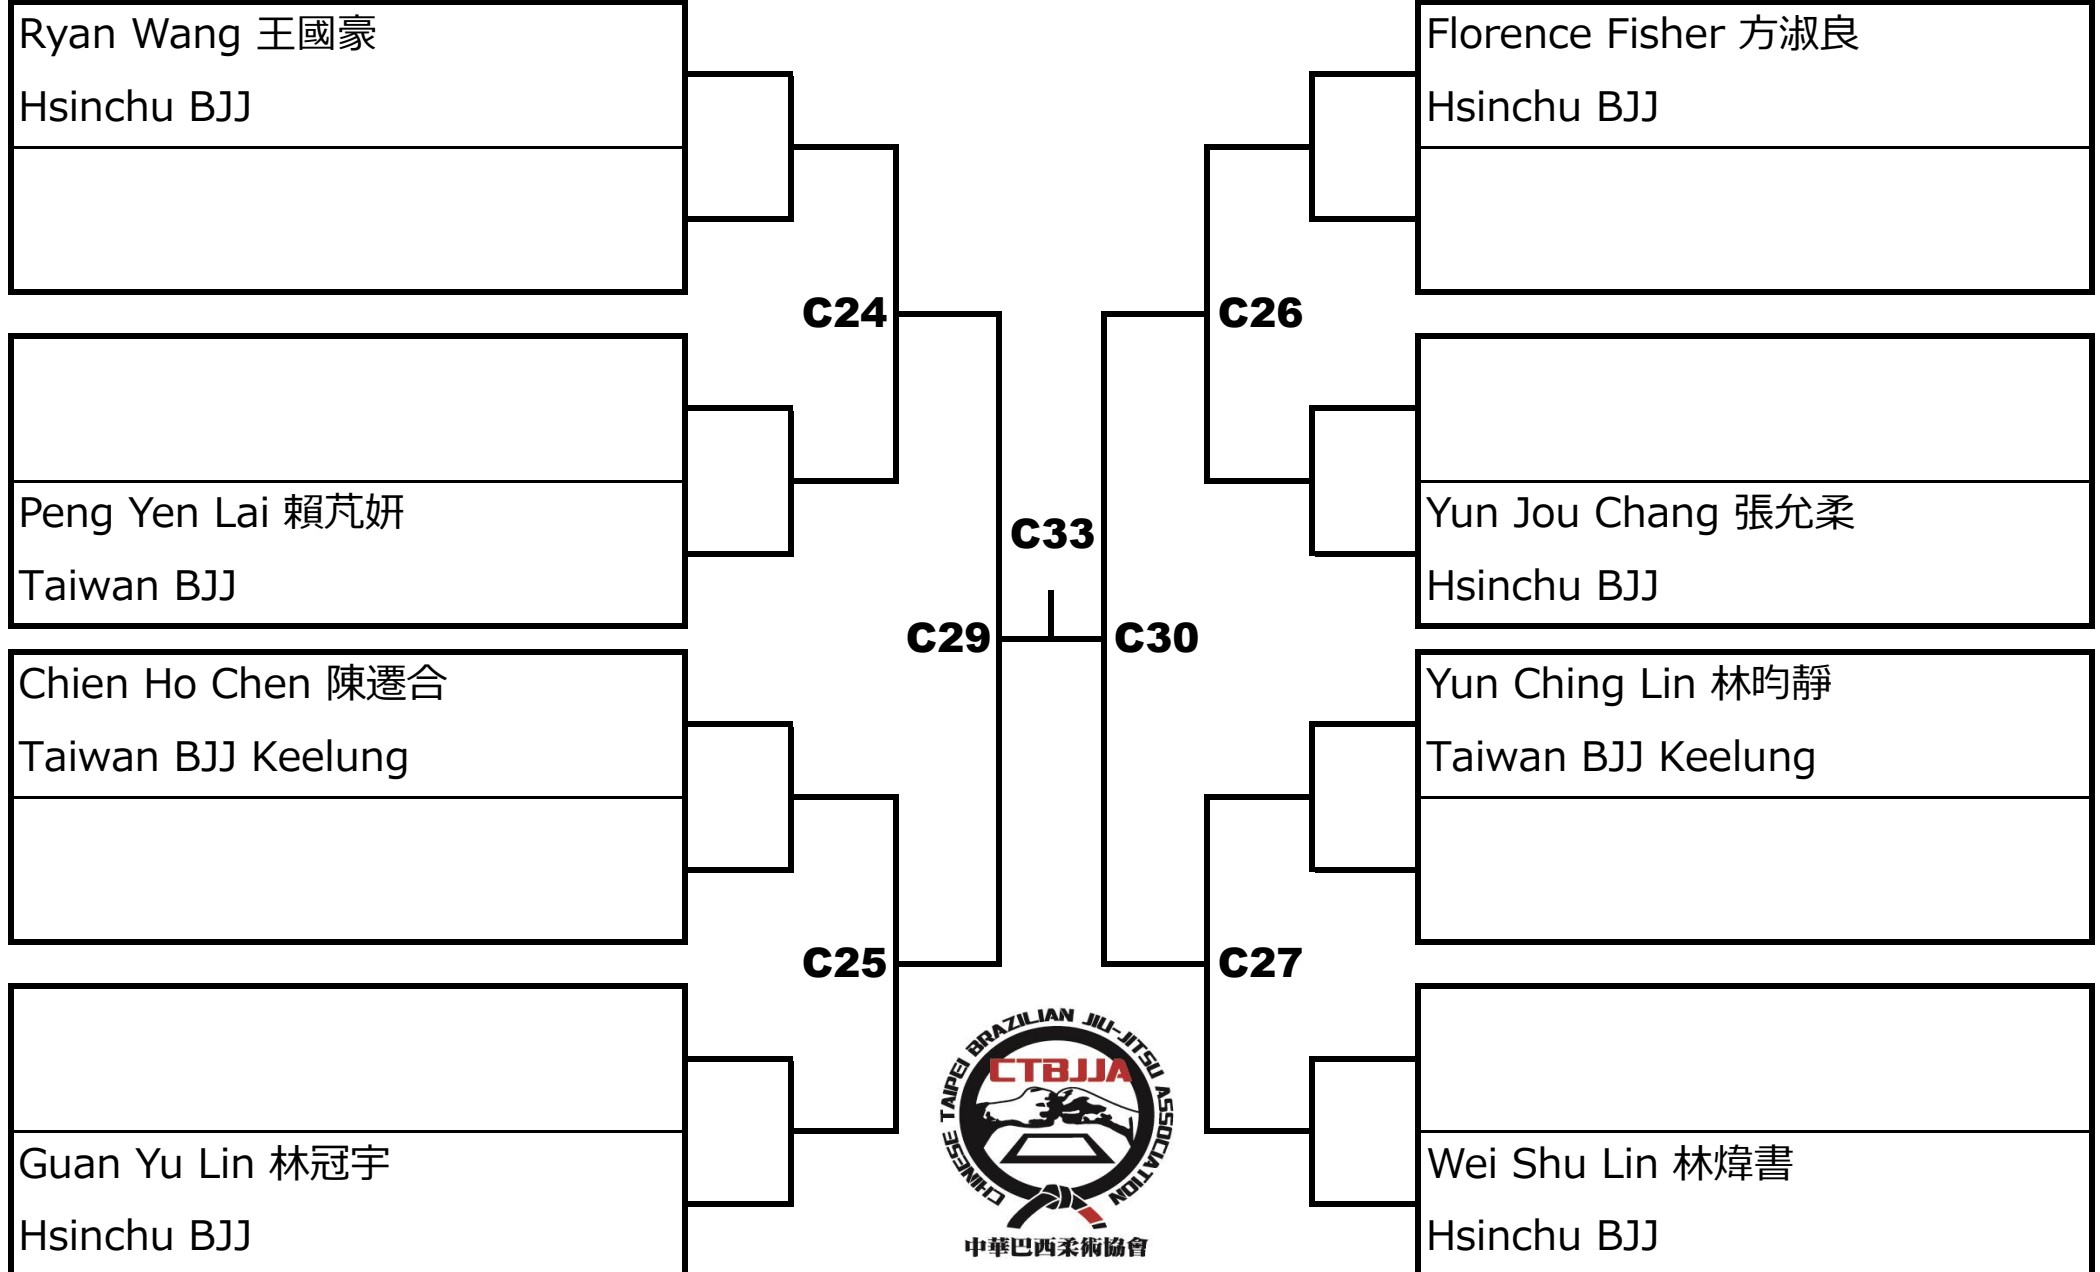 Ryan Wang 王國豪
Hsinchu BJJ
Peng Yen Lai 賴芃妍
Taiwan BJJ
Chien Ho Chen 陳遷合
Taiwan BJJ Keelung
Guan Yu Lin 林冠宇
Hsinchu BJJ
C24
C25
C29
C33
C30
C26
C27
Florence Fisher 方淑良
Hsinchu BJJ
Yun Jou Chang 張允柔
Hsinchu BJJ
Yun Ching Lin 林昀靜
Taiwan BJJ Keelung
Wei Shu Lin 林煒書
Hsinchu BJJ
CHINESE TAIPEI BRAZILIAN JIU-JITSU ASSOCIATION
CTBJJA
中華巴西柔術協會